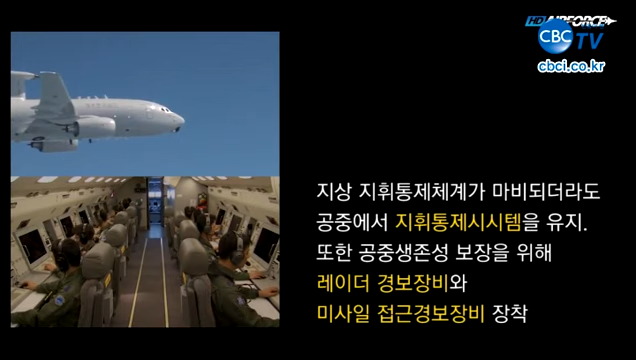 HD AIRFORCE
CBC TV
cbci.co.kr
지상 지휘통제체계가 마비되더라도
공중에서 지휘통제시시템을 유지.
또한 공중생존성 보장을 위해
레이더 경보장비와
미사일 접근경보장비 장착